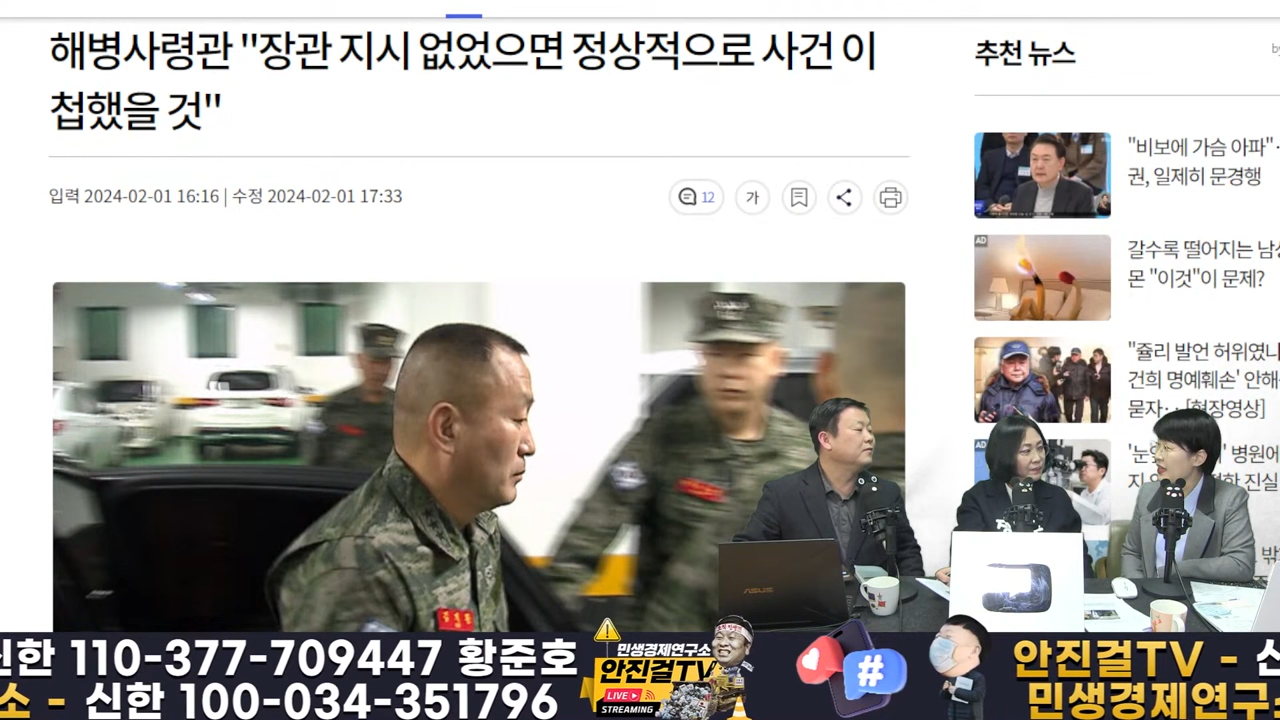 해병사령관 "장관 지시 없었으면 정상적으로 사건 이
첩했을 것"
입력 2024-02-01 16:16 | 수정 2024-02-01 17:33
12
가
추천 뉴스
by
"비보에 가슴 아파"
권, 일제히 문경행
AD
갈수록 떨어지는 남성
몬 "이것"이 문제?
"쥴리 발언 허위였니
건희 명예훼손' 안해
묻자‥ [현장영상]
AD
병원에
진실
ASUS
신한 110-377-709447 황준호
소 - 신한 100-034-351796
민생경제연구소
안진걸TV
LIVE
STREAMING
#
안진걸TV - 신
민생경제연구소